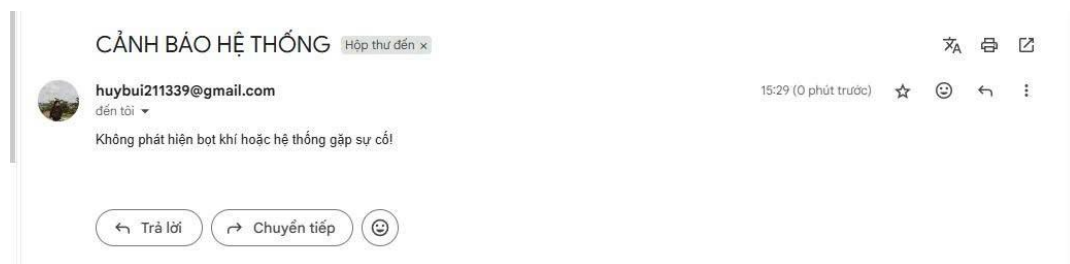 CẢNH BÁO HỆ THỐNG Hộp thư đến x
huybui211339@gmail.com 15:29 (0 phút trước)
đến tôi
Không phát hiện bọt khí hoặc hệ thống gặp sự cố!
Trả lời Chuyển tiếp